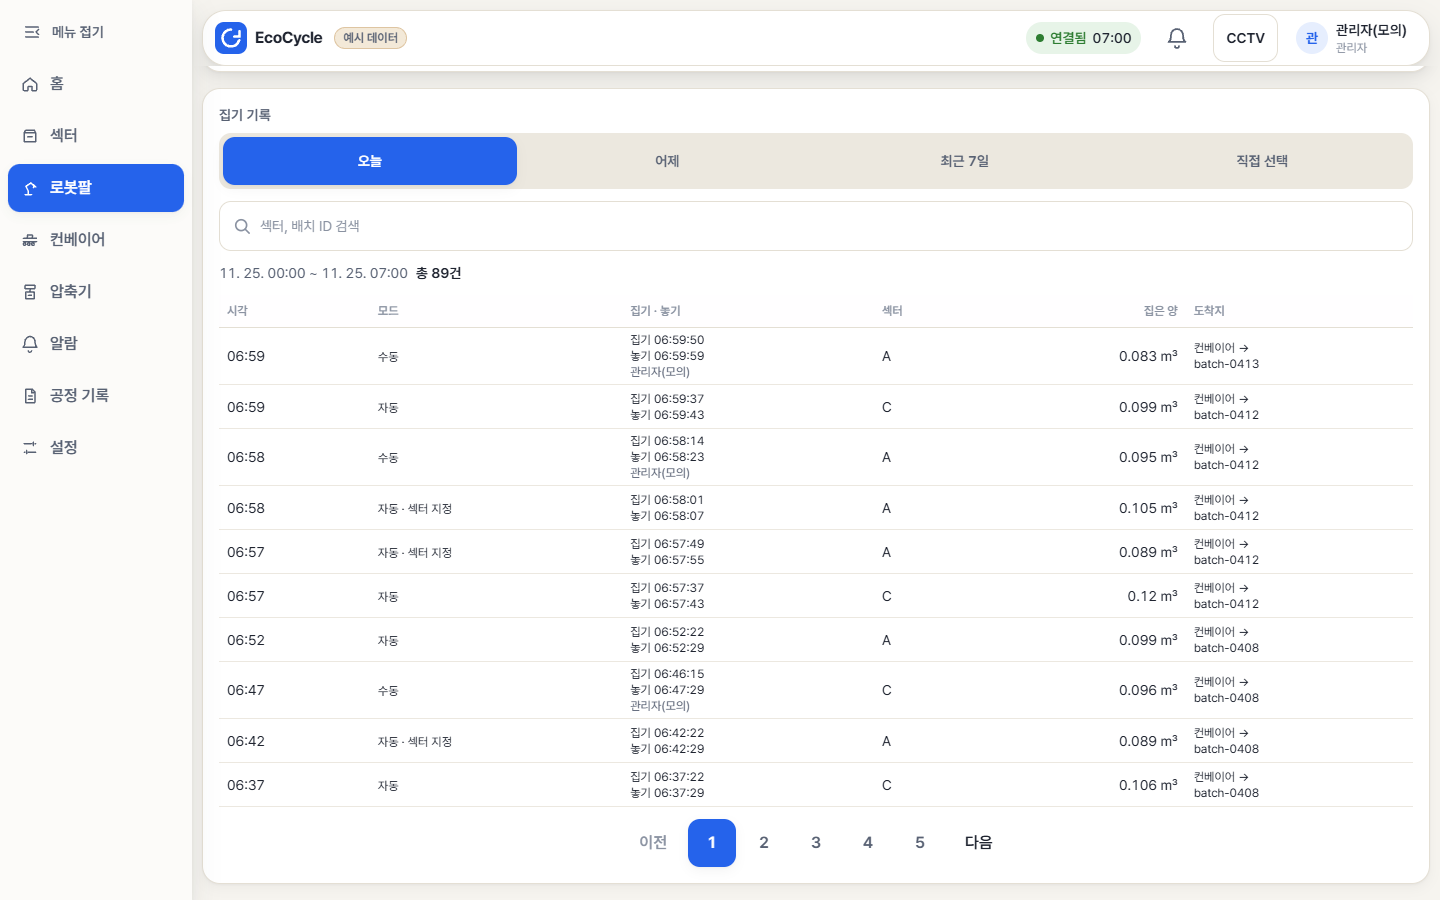 메뉴 접기
홈
섹터
로봇팔
컨베이어
압축기
알람
공정 기록
설정
EcoCycle 예시 데이터
연결됨 07:00
CCTV
관 관리자(모의)
관리자
집기 기록
오늘 어제 최근 7일 직접 선택
섹터, 배치 ID 검색
11. 25. 00:00 ~ 11. 25. 07:00 총 89건
시각 모드 집기 · 놓기 섹터 집은 양 도착지
06:59 수동 집기 06:59:50 A 0.083 m³ 컨베이어 →
놓기 06:59:59 batch-0413
관리자(모의)
06:59 자동 집기 06:59:37 C 0.099 m³ 컨베이어 →
놓기 06:59:43 batch-0412
06:58 수동 집기 06:58:14 A 0.095 m³ 컨베이어 →
놓기 06:58:23 batch-0412
관리자(모의)
06:58 자동 · 섹터 지정 집기 06:58:01 A 0.105 m³ 컨베이어 →
놓기 06:58:07 batch-0412
06:57 자동 · 섹터 지정 집기 06:57:49 A 0.089 m³ 컨베이어 →
놓기 06:57:55 batch-0412
06:57 자동 집기 06:57:37 C 0.12 m³ 컨베이어 →
놓기 06:57:43 batch-0412
06:52 자동 집기 06:52:22 A 0.099 m³ 컨베이어 →
놓기 06:52:29 batch-0408
06:47 수동 집기 06:46:15 C 0.096 m³ 컨베이어 →
놓기 06:47:29 batch-0408
관리자(모의)
06:42 자동 · 섹터 지정 집기 06:42:22 A 0.089 m³ 컨베이어 →
놓기 06:42:29 batch-0408
06:37 자동 집기 06:37:22 C 0.106 m³ 컨베이어 →
놓기 06:37:29 batch-0408
이전 1 2 3 4 5 다음